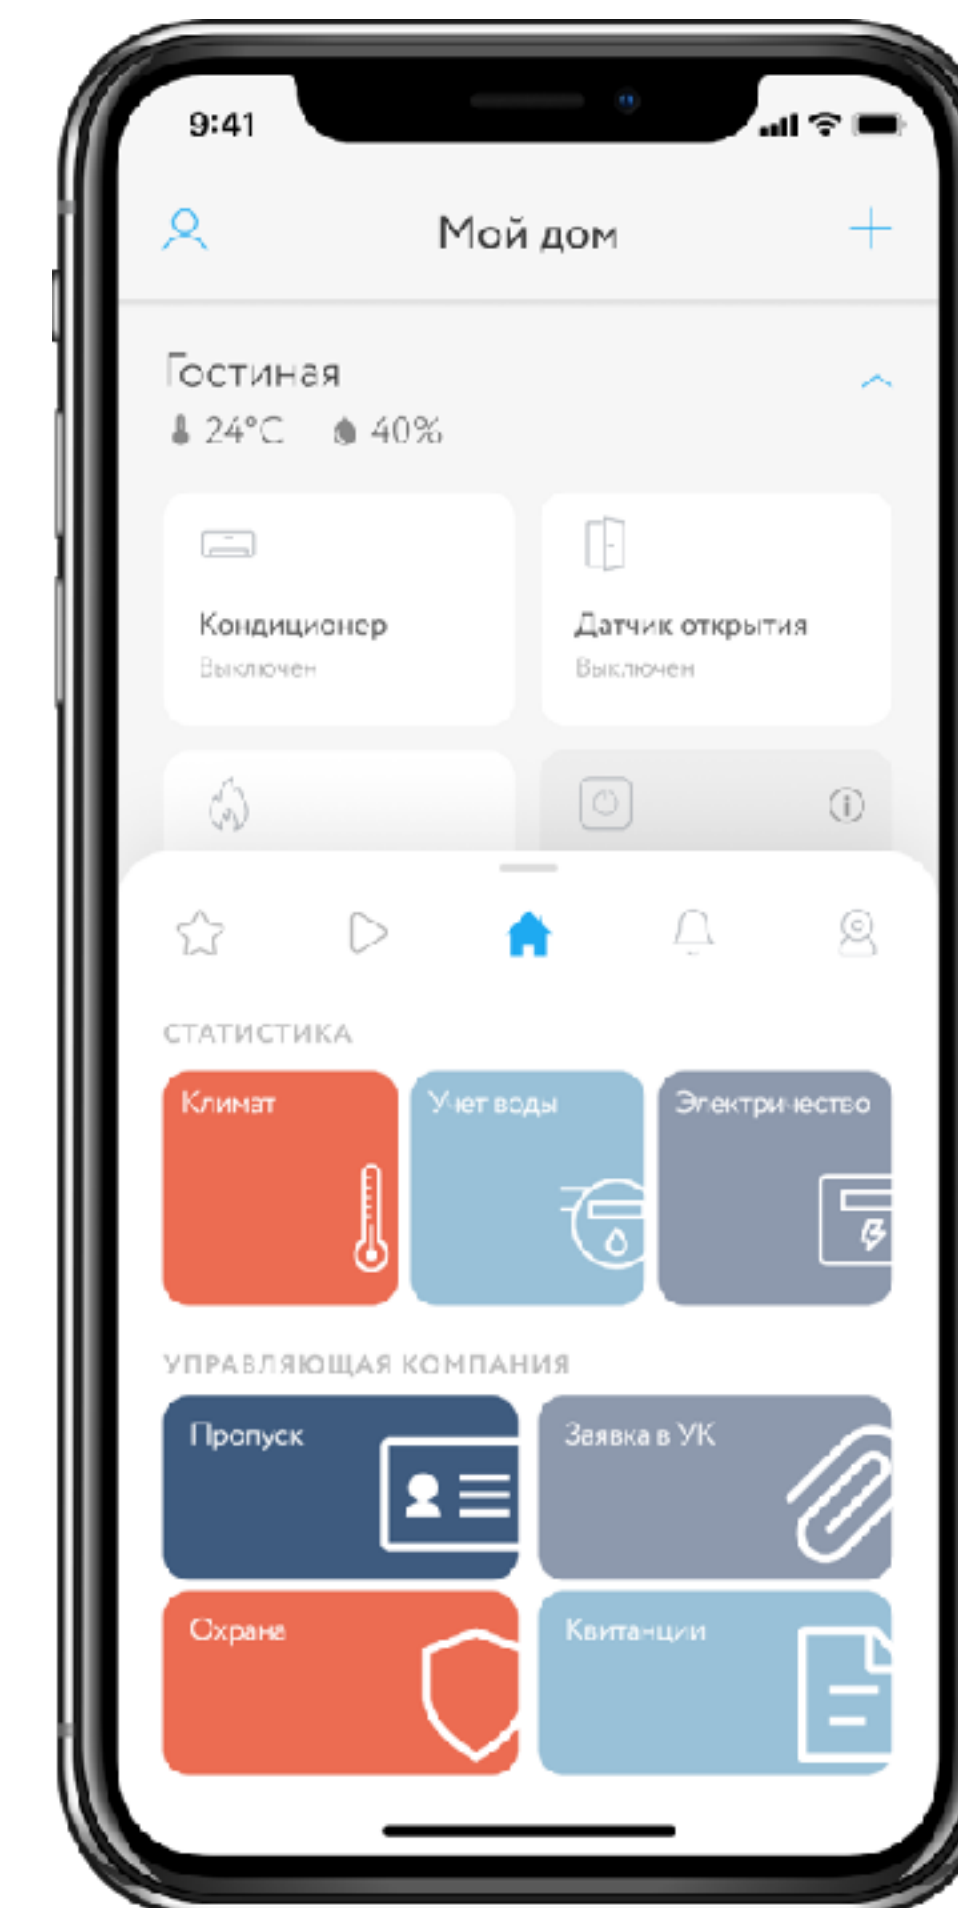 9:41
Мой дом
Гостиная
24°C 40%
Кондиционер
Выключен
Датчик открытия
Выключен
СТАТИСТИКА
Климат
Учет воды
Электричество
УПРАВЛЯЮЩАЯ КОМПАНИЯ
Пропуск
Заявка в УК
Охрана
Квитанции